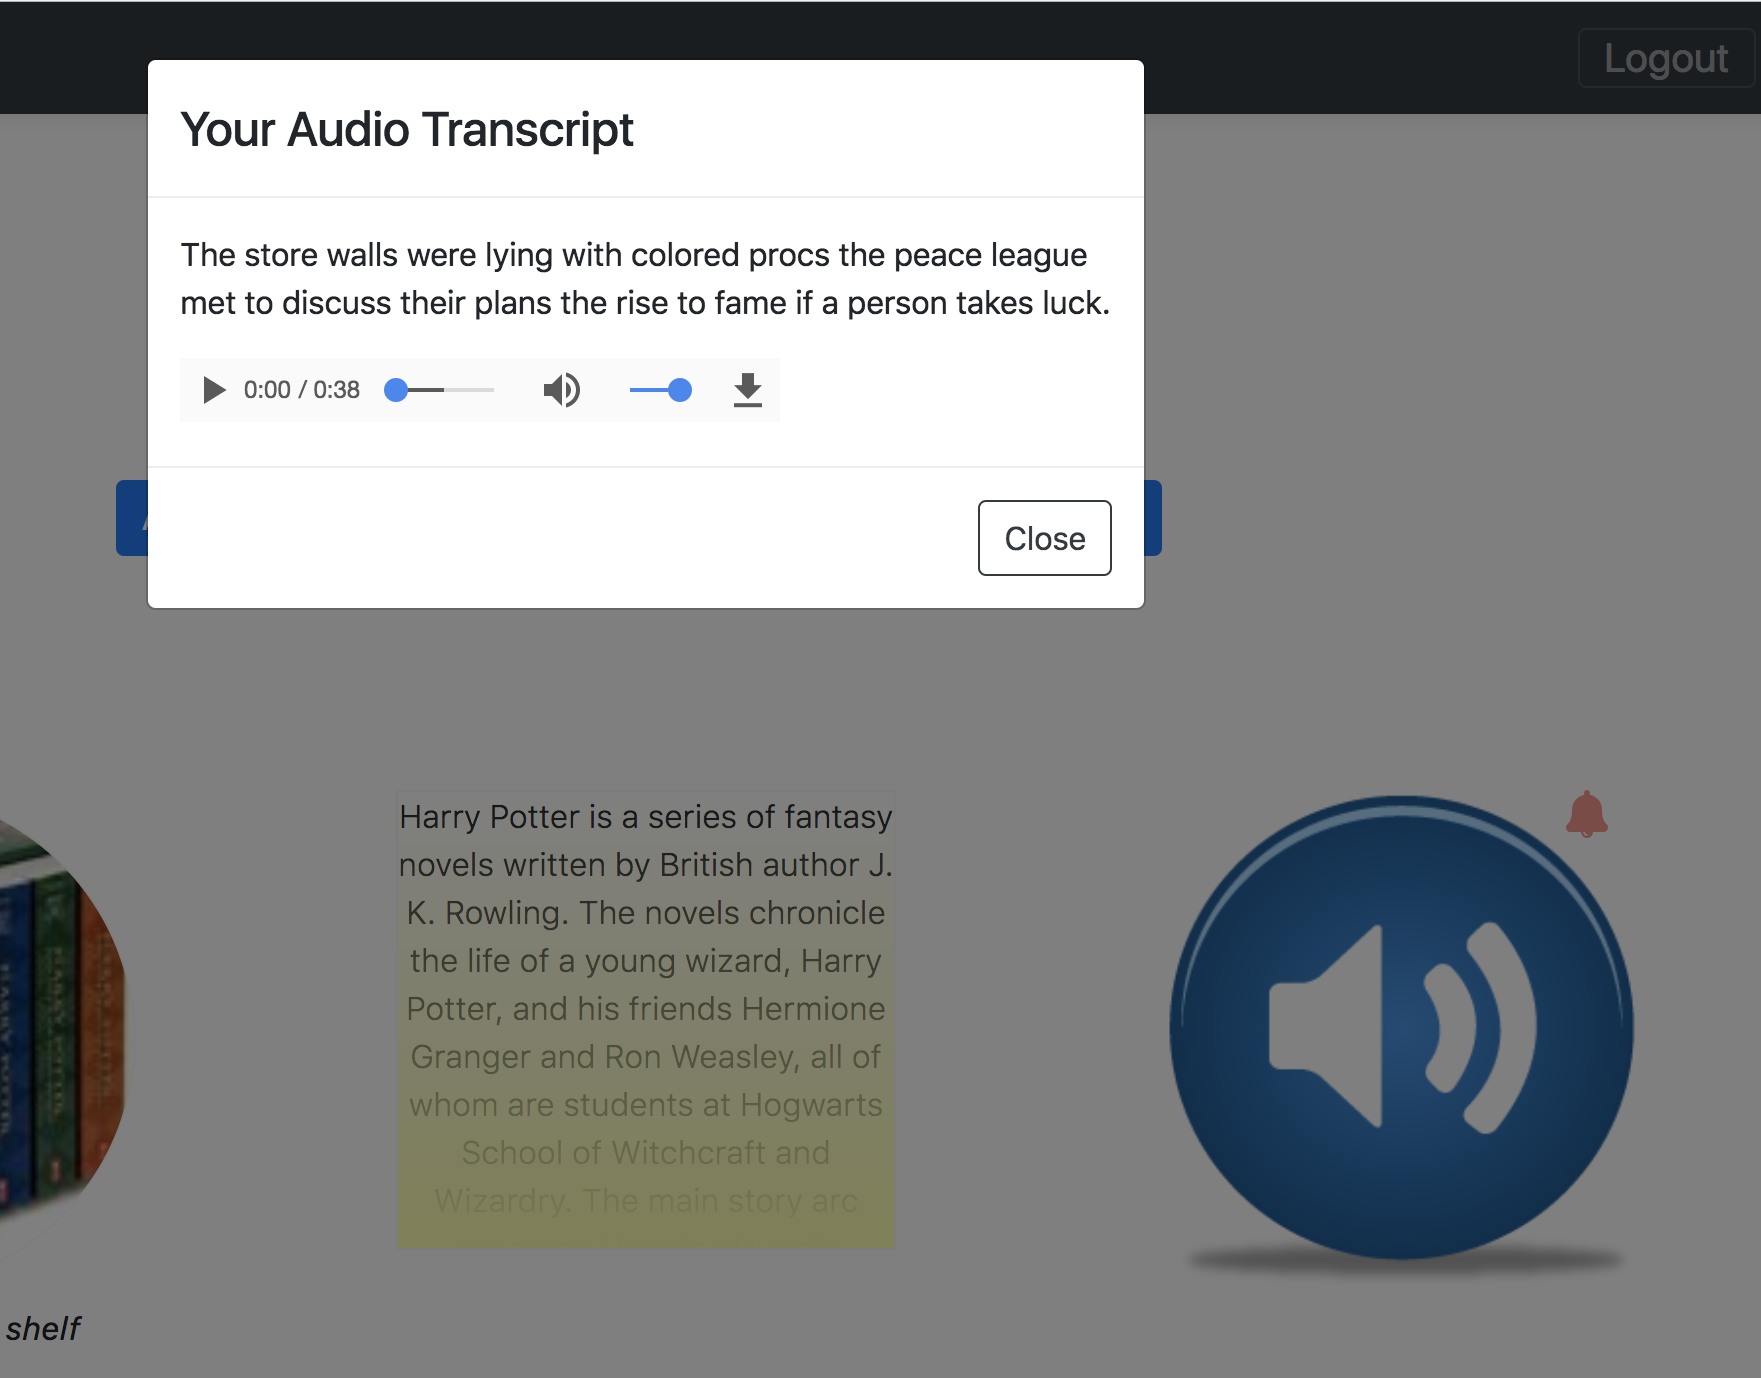 Logout
Your Audio Transcript
The store walls were lying with colored procs the peace league
met to discuss their plans the rise to fame if a person takes luck.
0:00 / 0:38
Close
Harry Potter is a series of fantasy
novels written by British author J.
K. Rowling. The novels chronicle
the life of a young wizard, Harry
Potter, and his friends Hermione
Granger and Ron Weasley, all of
whom are students at Hogwarts
School of Witchcraft and
Wizardry. The main story arc
HARRY POTTER
shelf